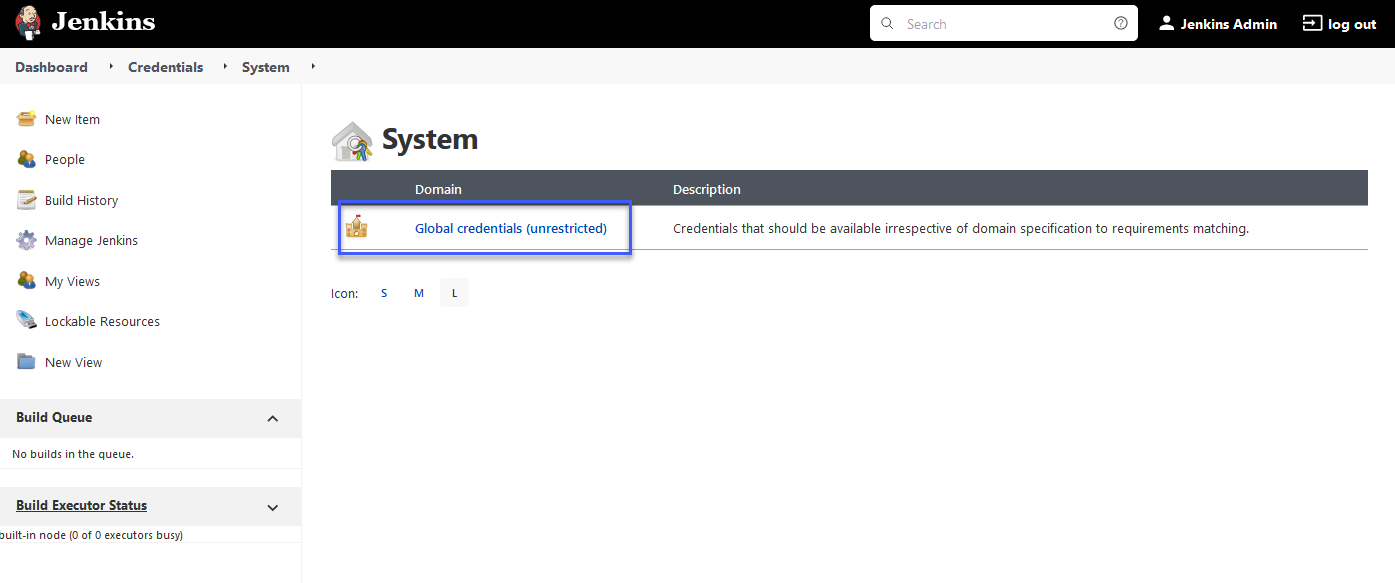 Jenkins
Search
Jenkins Admin
log out
Dashboard
Credentials
System
New Item
People
Build History
Manage Jenkins
My Views
Lockable Resources
New View
Build Queue
No builds in the queue.
Build Executor Status
built-in node (0 of 0 executors busy)
System
Domain Description
Global credentials (unrestricted) Credentials that should be available irrespective of domain specification to requirements matching.
Icon: S M L